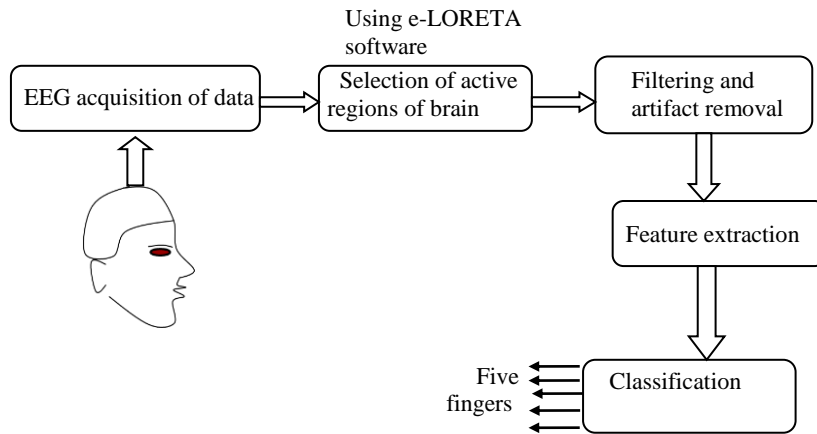 Using e-LORETA
software
EEG acquisition of data
Selection of active
regions of brain
Filtering and
artifact removal
Feature extraction
Classification
Five
fingers